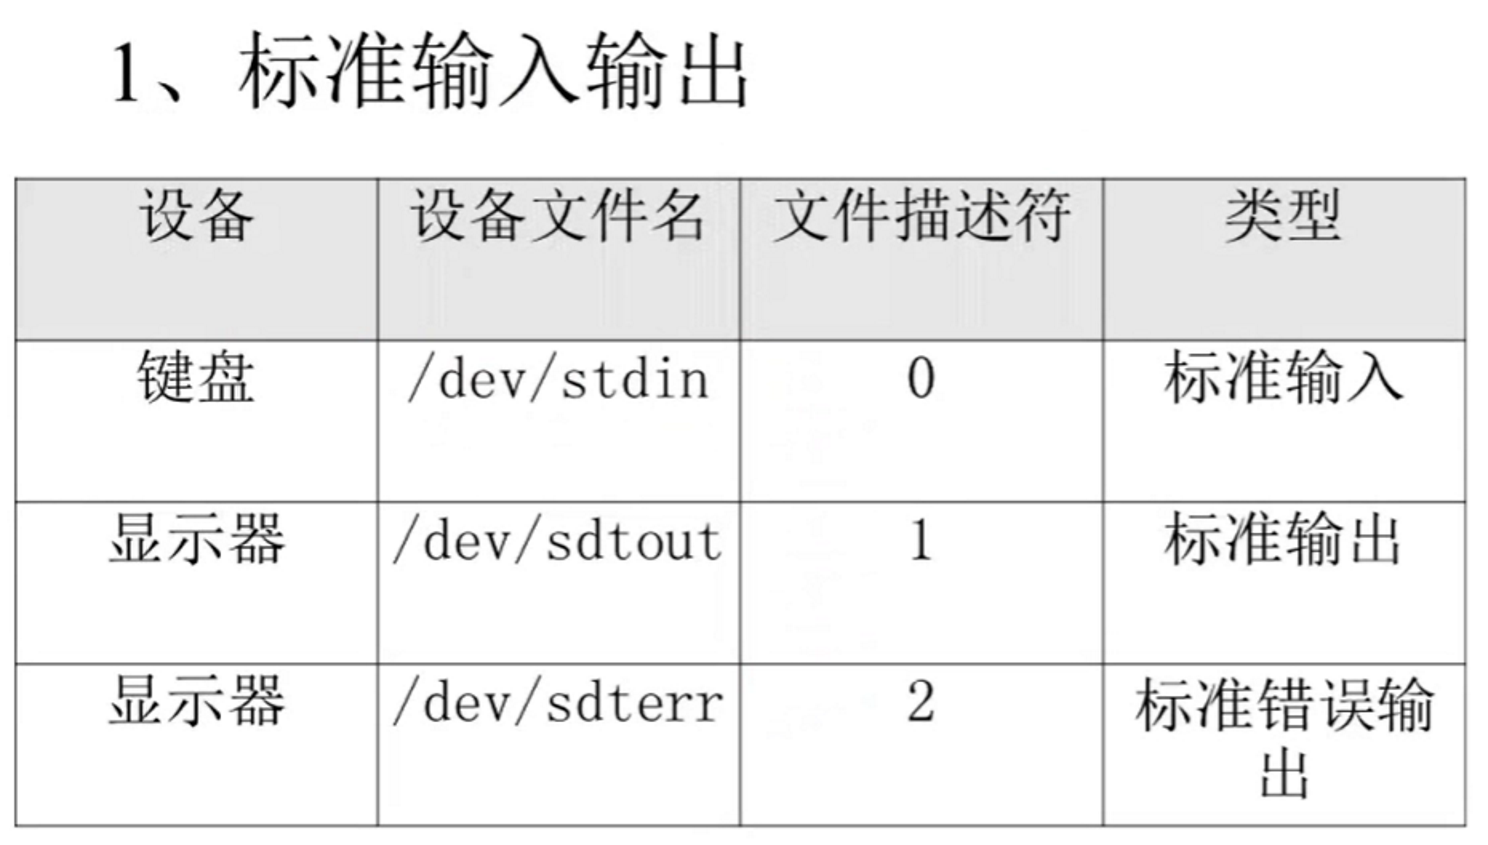 1、标准输入输出
设备 设备文件名 文件描述符 类型
键盘 /dev/stdin 0 标准输入
显示器 /dev/sdtout 1 标准输出
显示器 /dev/sdterr 2 标准错误输
出